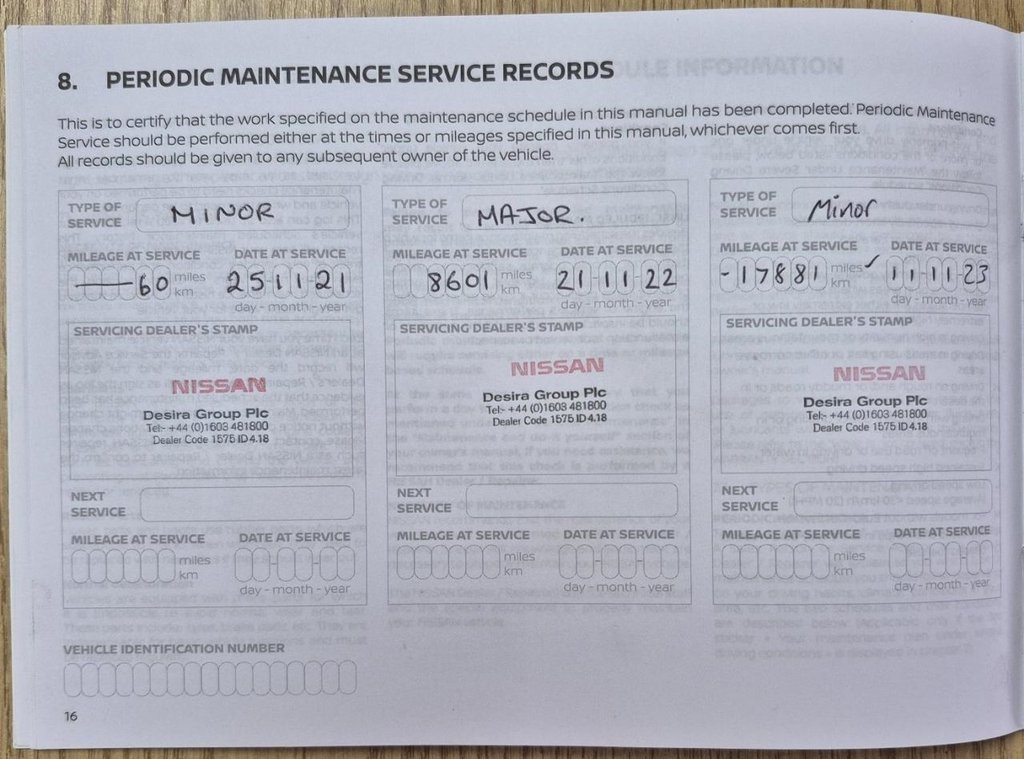 8. PERIODIC MAINTENANCE SERVICE RECORDS
This is to certify that the work specified on the maintenance schedule in this manual has been completed. Periodic Maintenance
Service should be performed either at the times or mileages specified in this manual, whichever comes first.
All records should be given to any subsequent owner of the vehicle.
TYPE OF SERVICE MINOR
MILEAGE AT SERVICE DATE AT SERVICE
60 miles km 25-11-21
day - month - year
SERVICING DEALER'S STAMP
NISSAN
Desira Group Plc
Tel:- +44 (0)1603 481800
Dealer Code 1575 ID4.18
NEXT SERVICE
MILEAGE AT SERVICE DATE AT SERVICE
miles km
day - month - year
TYPE OF SERVICE MAJOR.
MILEAGE AT SERVICE DATE AT SERVICE
8601 miles km 21-11-22
day - month - year
SERVICING DEALER'S STAMP
NISSAN
Desira Group Plc
Tel:- +44 (0)1603 481800
Dealer Code 1575 ID4.18
NEXT SERVICE
MILEAGE AT SERVICE DATE AT SERVICE
miles km
day - month - year
TYPE OF SERVICE Minor
MILEAGE AT SERVICE DATE AT SERVICE
-17881 miles ✓ km 11-11-23
day - month - year
SERVICING DEALER'S STAMP
NISSAN
Desira Group Plc
Tel:- +44 (0)1603 481800
Dealer Code 1575 ID4.18
NEXT SERVICE
MILEAGE AT SERVICE DATE AT SERVICE
miles km
day - month - year
VEHICLE IDENTIFICATION NUMBER
16